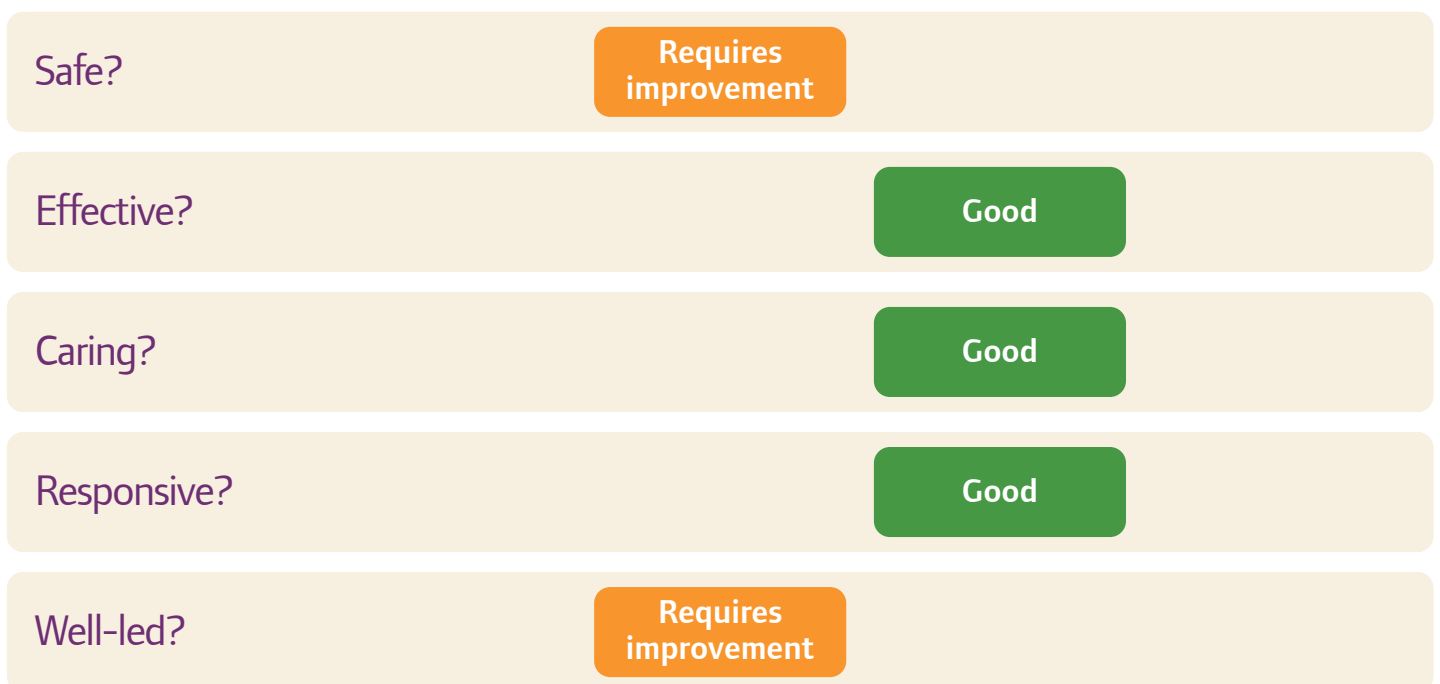 Safe?
Requires
improvement
Effective?
Good
Caring?
Good
Responsive?
Good
Well-led?
Requires
improvement